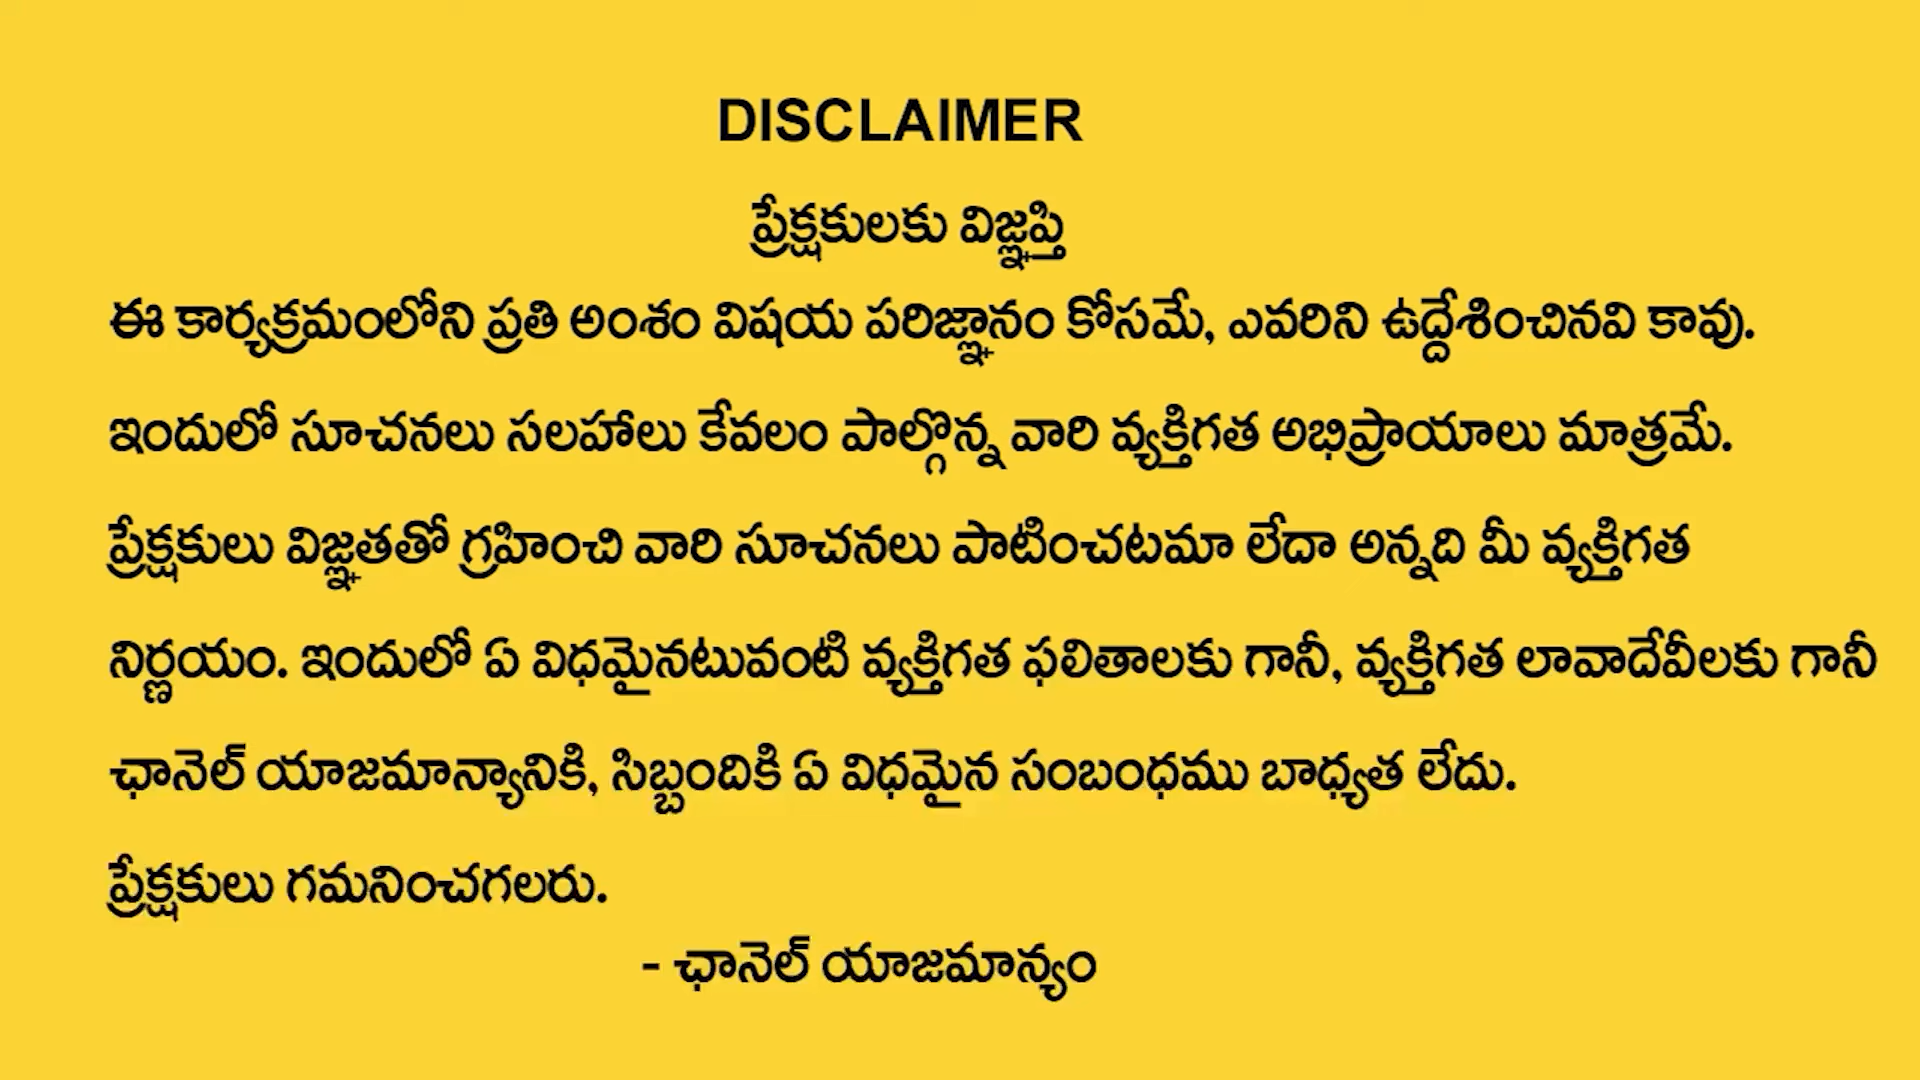 DISCLAIMER
ప్రేక్షకులకు విజ్ఞప్తి
ఈ కార్యక్రమంలోని ప్రతి అంశం విషయ పరిజ్ఞానం కోసమే, ఎవరిని ఉద్దేశించినవి కావు.
ఇందులో సూచనలు సలహాలు కేవలం పాల్గొన్న వారి వ్యక్తిగత అభిప్రాయాలు మాత్రమే.
ప్రేక్షకులు విజ్ఞతతో గ్రహించి వారి సూచనలు పాటించటమా లేదా అన్నది మీ వ్యక్తిగత
నిర్ణయం. ఇందులో ఏ విధమైనటువంటి వ్యక్తిగత ఫలితాలకు గానీ, వ్యక్తిగత లావాదేవీలకు గానీ
ఛానెల్ యాజమాన్యానికి, సిబ్బందికి ఏ విధమైన సంబంధము బాధ్యత లేదు.
ప్రేక్షకులు గమనించగలరు.
- ఛానెల్ యాజమాన్యం